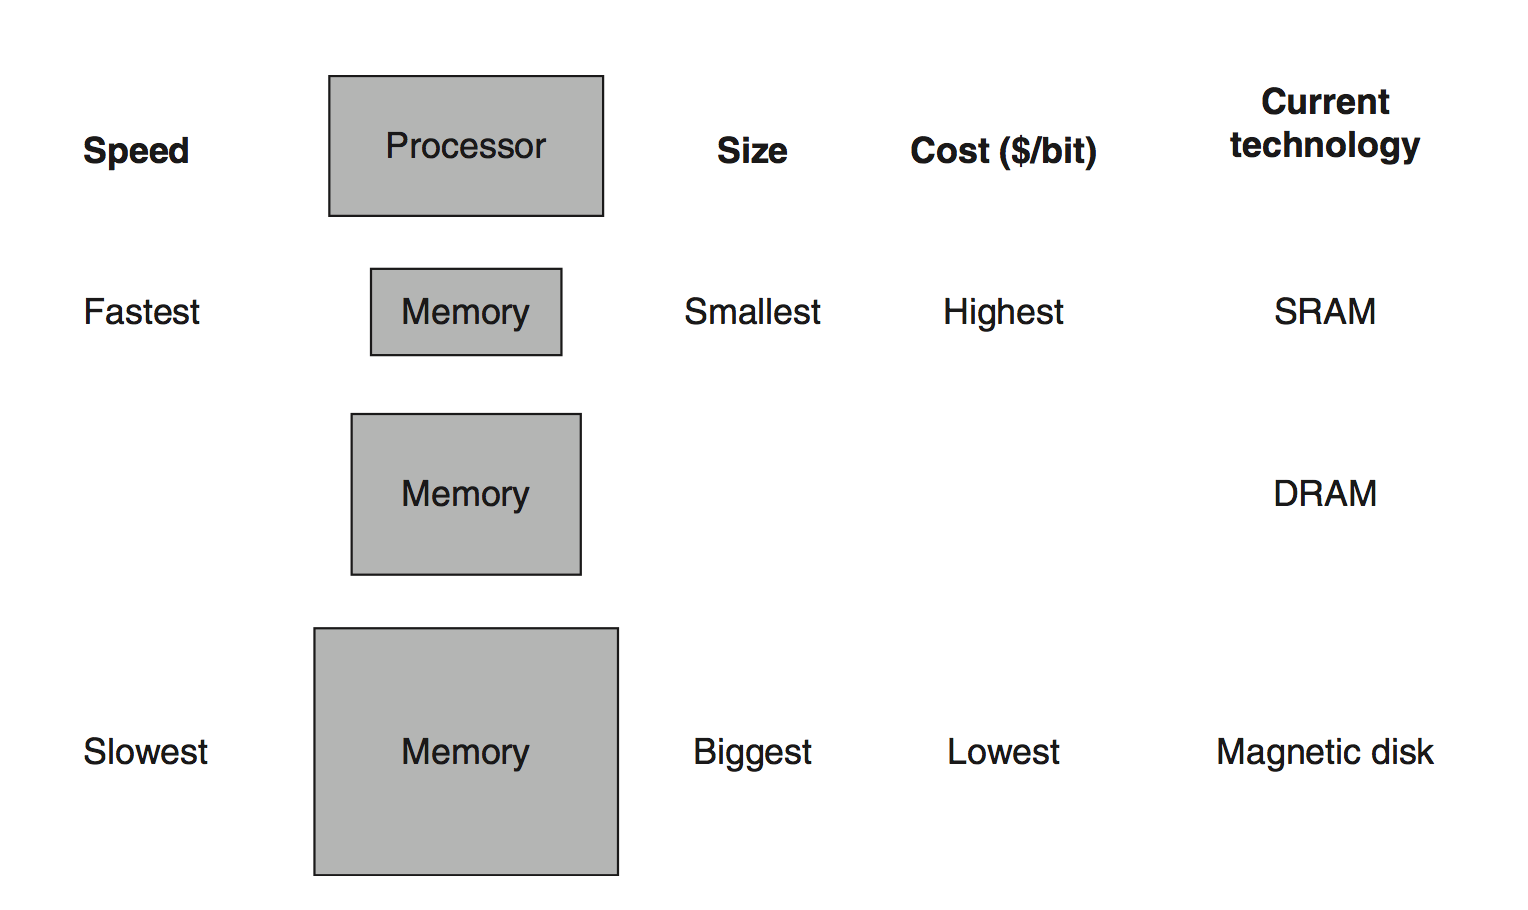 Speed
Processor
Size
Cost ($/bit)
Current
technology
Fastest
Memory
Smallest
Highest
SRAM
Memory
DRAM
Slowest
Memory
Biggest
Lowest
Magnetic disk